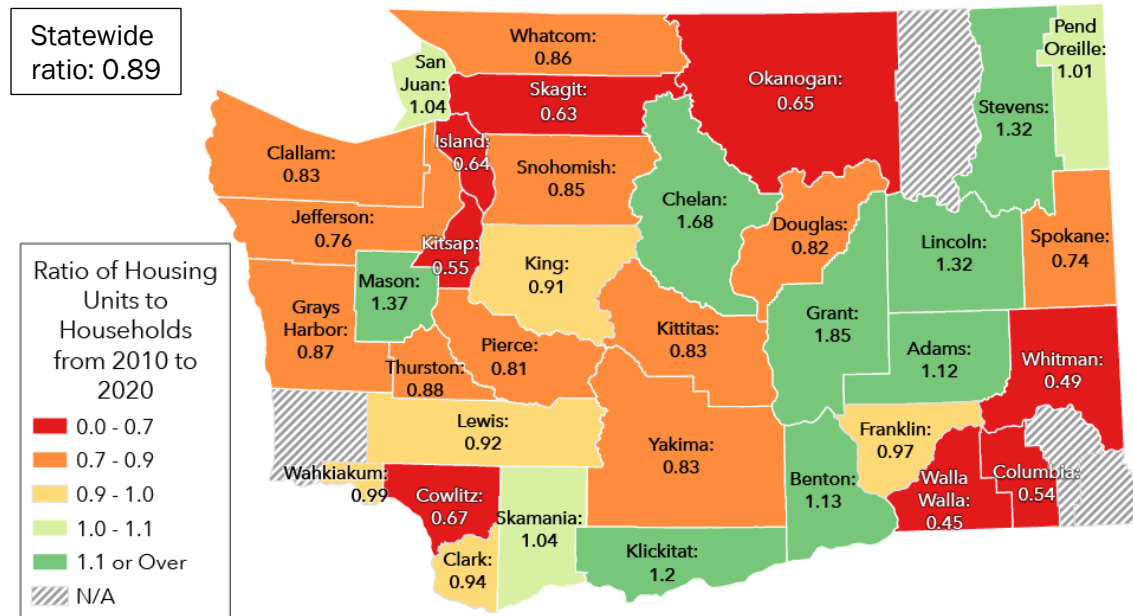 Statewide
ratio: 0.89
Whatcom:
0.86
San
Juan:
1.04
Skagit:
0.63
Okanogan:
0.65
Pend
Oreille:
1.01
Stevens:
1.32
Island:
0.64
Clallam:
0.83
Snohomish:
0.85
Chelan:
1.68
Douglas:
0.82
Jefferson:
0.76
Kitsap:
0.55
King:
0.91
Lincoln:
1.32
Spokane:
0.74
Mason:
1.37
Grays
Harbor:
0.87
Kittitas:
0.83
Grant:
1.85
Adams:
1.12
Whitman:
0.49
Pierce:
0.81
Thurston:
0.88
Lewis:
0.92
Yakima:
0.83
Franklin:
0.97
Wahkiakum:
0.99
Cowlitz:
0.67
Skamania:
1.04
Benton:
1.13
Walla
Walla:
0.45
Columbia:
0.54
Clark:
0.94
Klickitat:
1.2
Ratio of Housing
Units to
Households
from 2010 to
2020
0.0 - 0.7
0.7 - 0.9
0.9 - 1.0
1.0 - 1.1
1.1 or Over
N/A